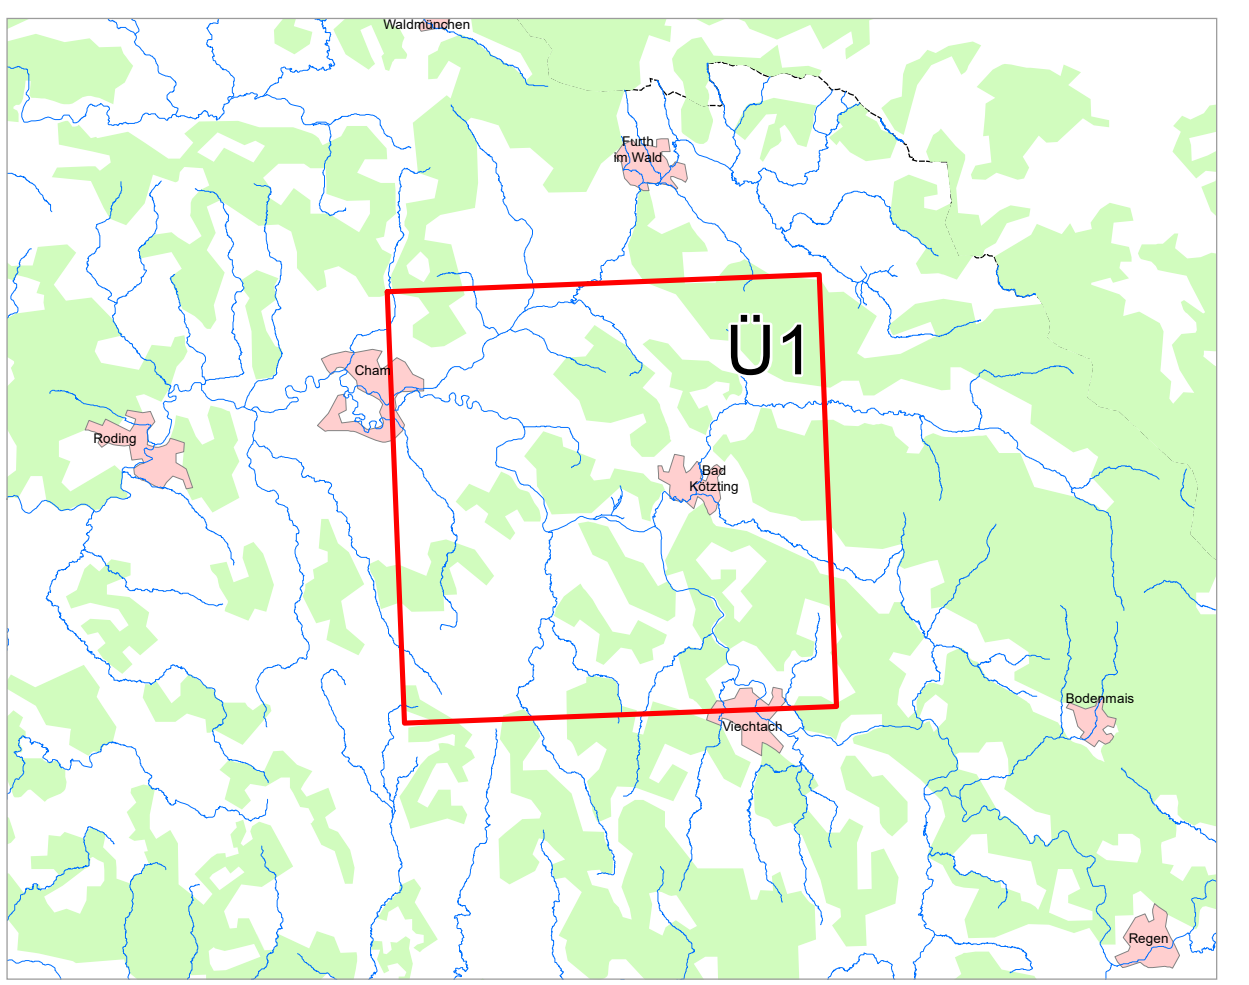 Waldmünchen
Furth
im Wald
Ü1
Cham
Roding
Bad
Kötzting
Bodenmais
Viechtach
Regen